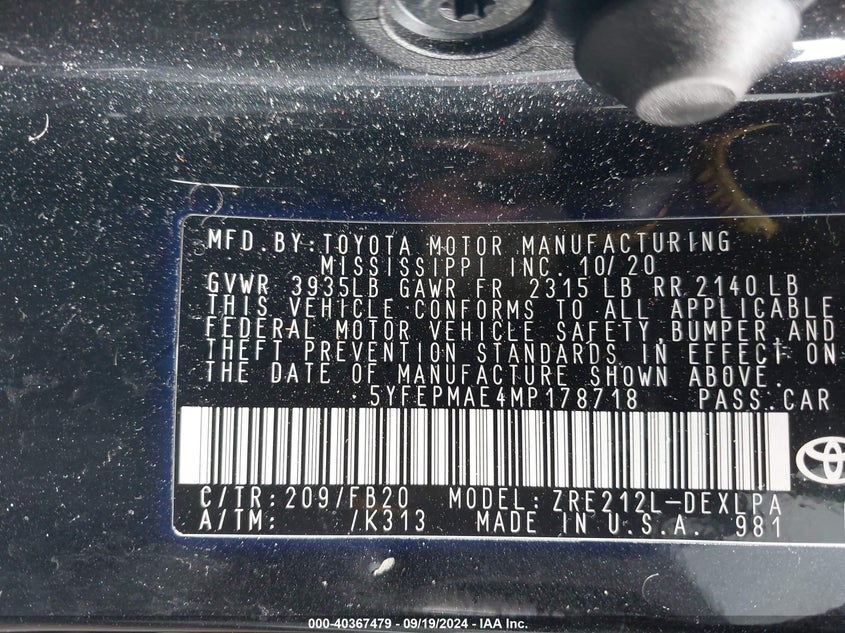 MFD. BY: TOYOTA MOTOR MANUFACTURING
MISSISSIPPI INC. 10/20
GVWR 3935LB GAWR FR 2315 LB RR 2140 LB
THIS VEHICLE CONFORMS TO ALL APPLICABLE
FEDERAL MOTOR VEHICLE SAFETY, BUMPER, AND
THEFT PREVENTION STANDARDS IN EFFECT ON
THE DATE OF MANUFACTURE SHOWN ABOVE.
5YFEPMAE4MP178718 PASS.CAR
C/TR: 209/FB20 MODEL: ZRE212L-DEXLPA
A/TM: /K313 MADE IN U.S.A. 981
000-40367479 - 09/19/2024 - IAA Inc.